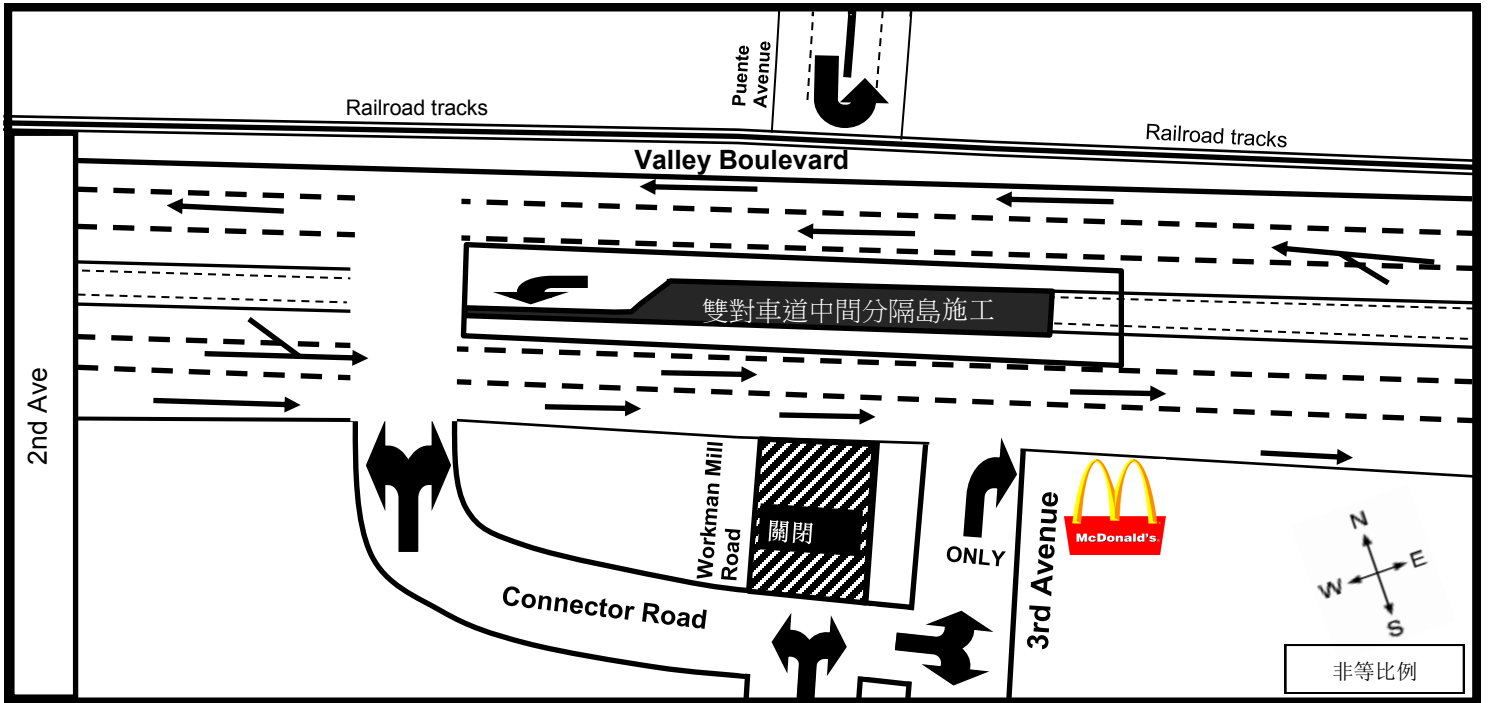 Puente
Avenue
Railroad tracks
Railroad tracks
Valley Boulevard
雙對車道中間分隔島施工
2nd Ave
Workman Mill
Road
關閉
ONLY
3rd Avenue
McDonald's.
Connector Road
N
E
W
S
非等比例